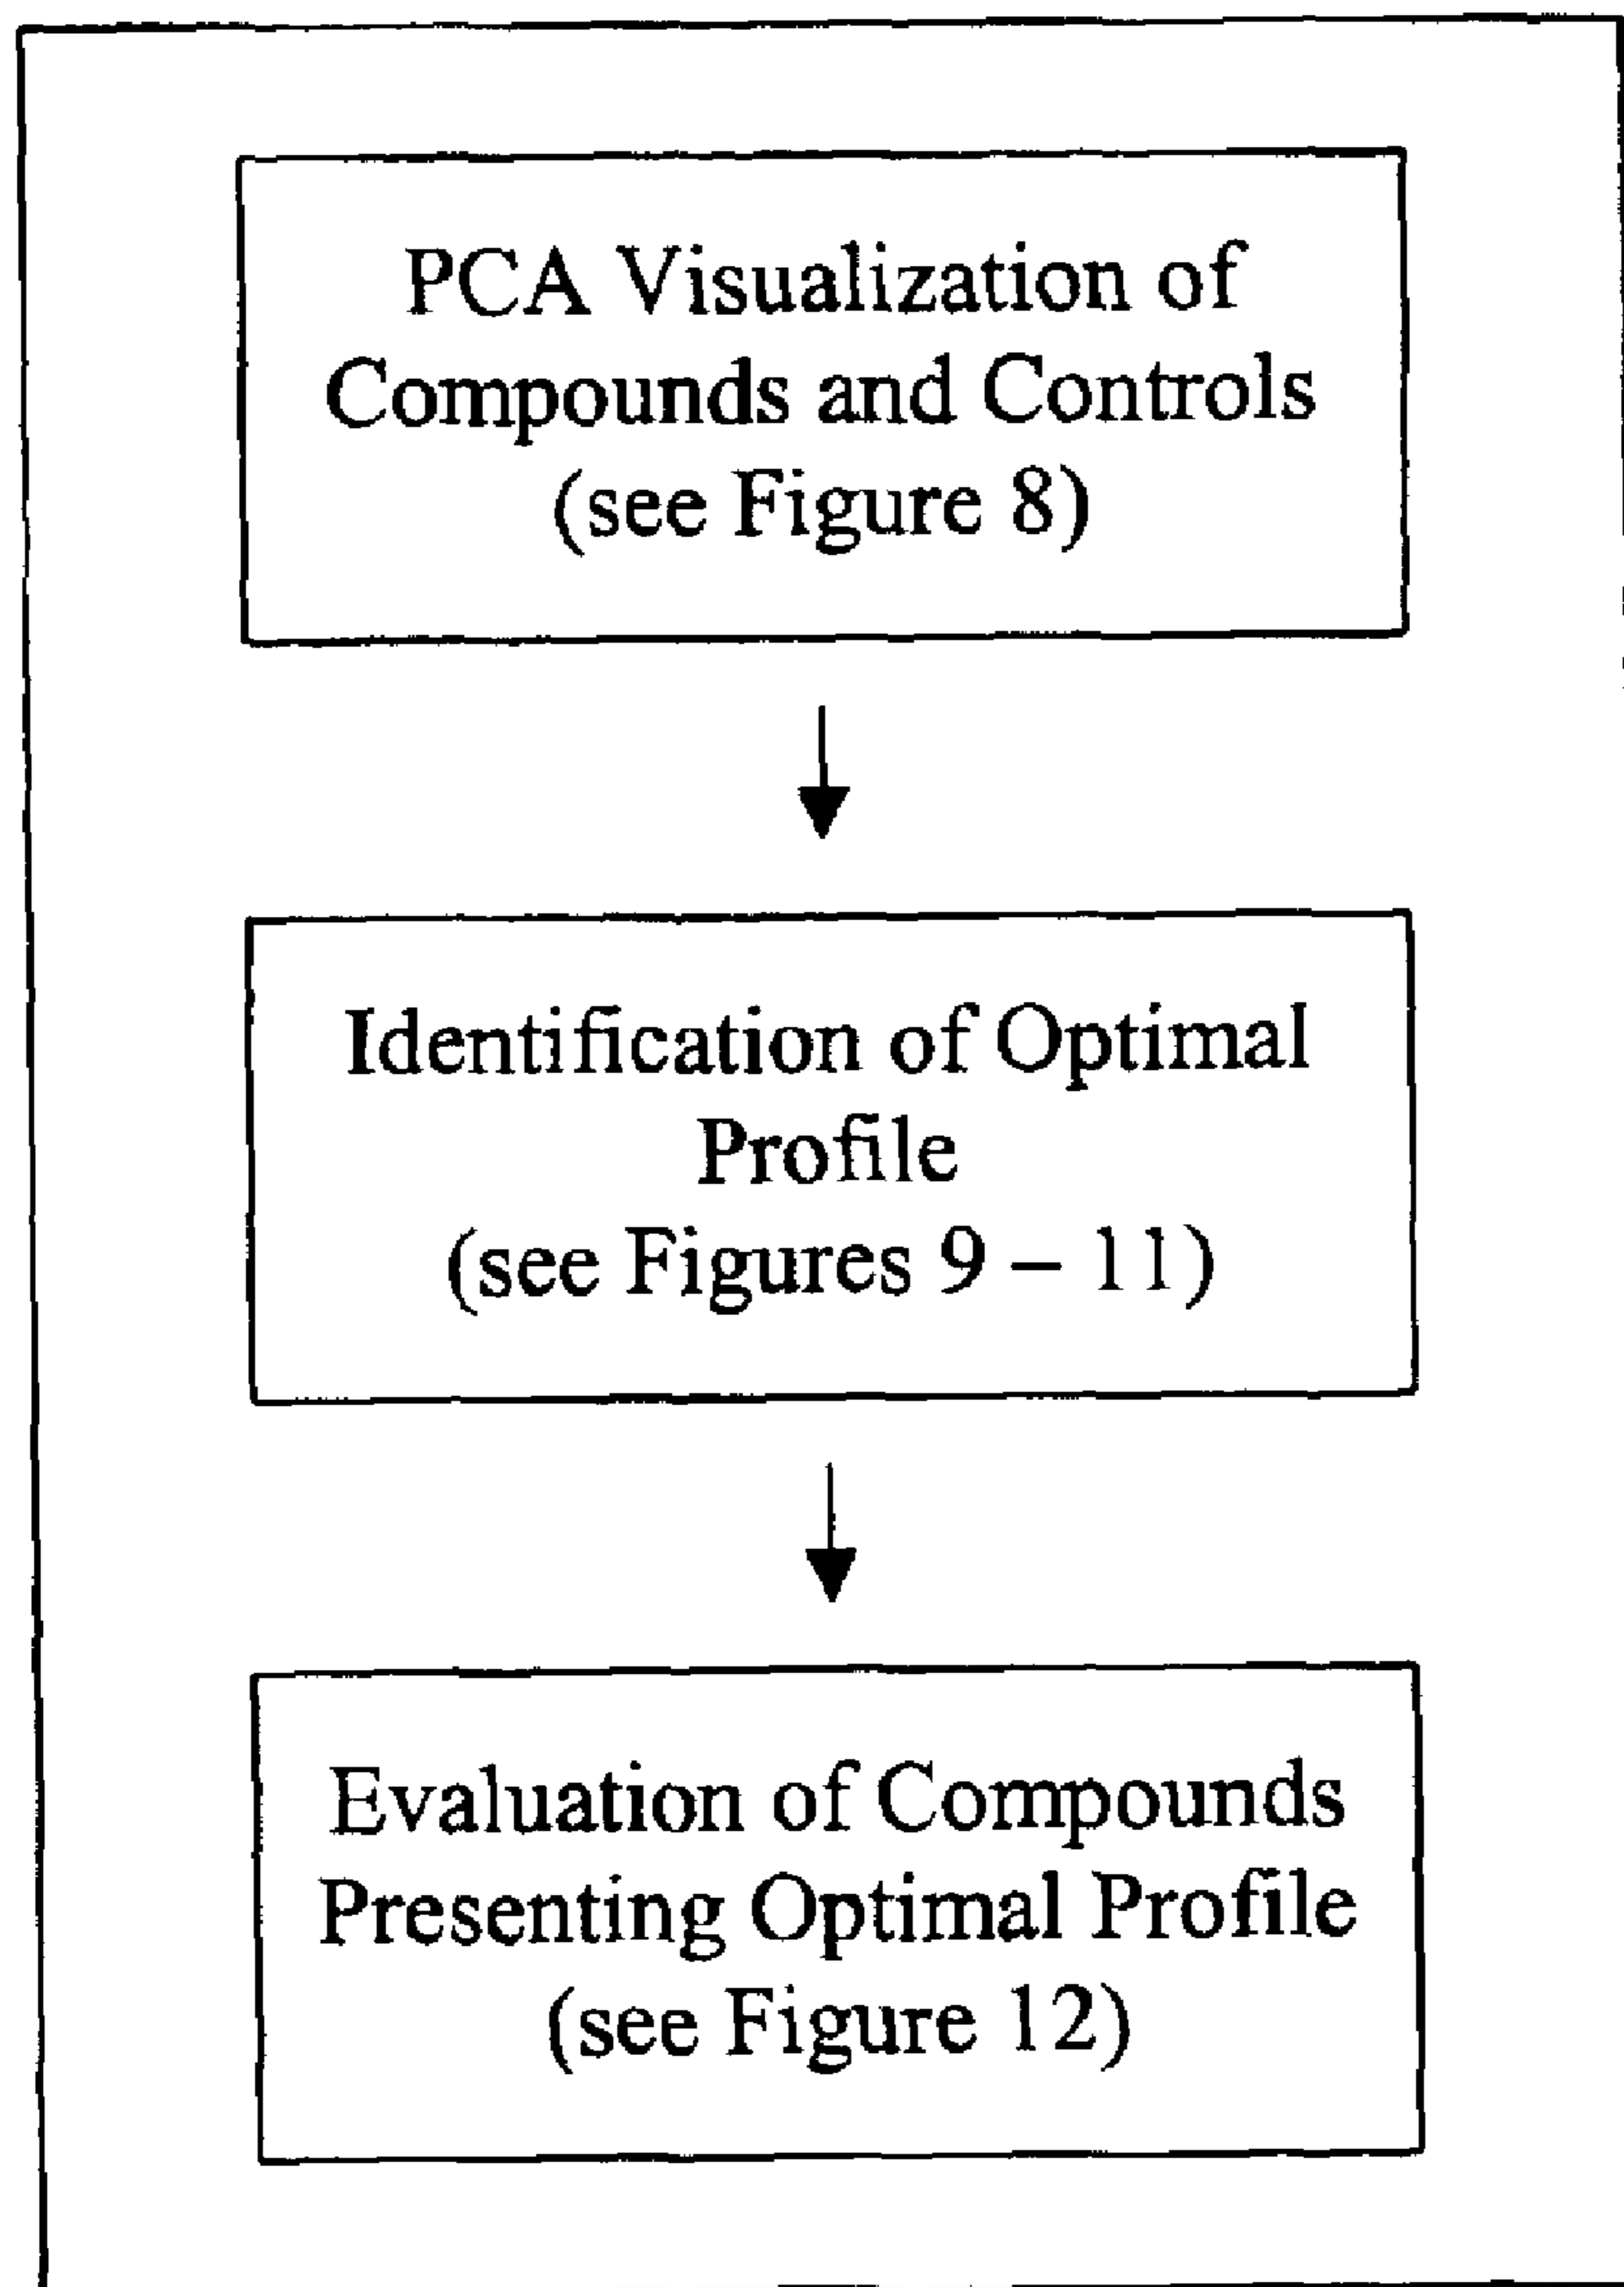 PCA Visualization of
Compounds and Controls
(see Figure 8)
Identification of Optimal
Profile
(see Figures 9 – 11)
Evaluation of Compounds
Presenting Optimal Profile
(see Figure 12)